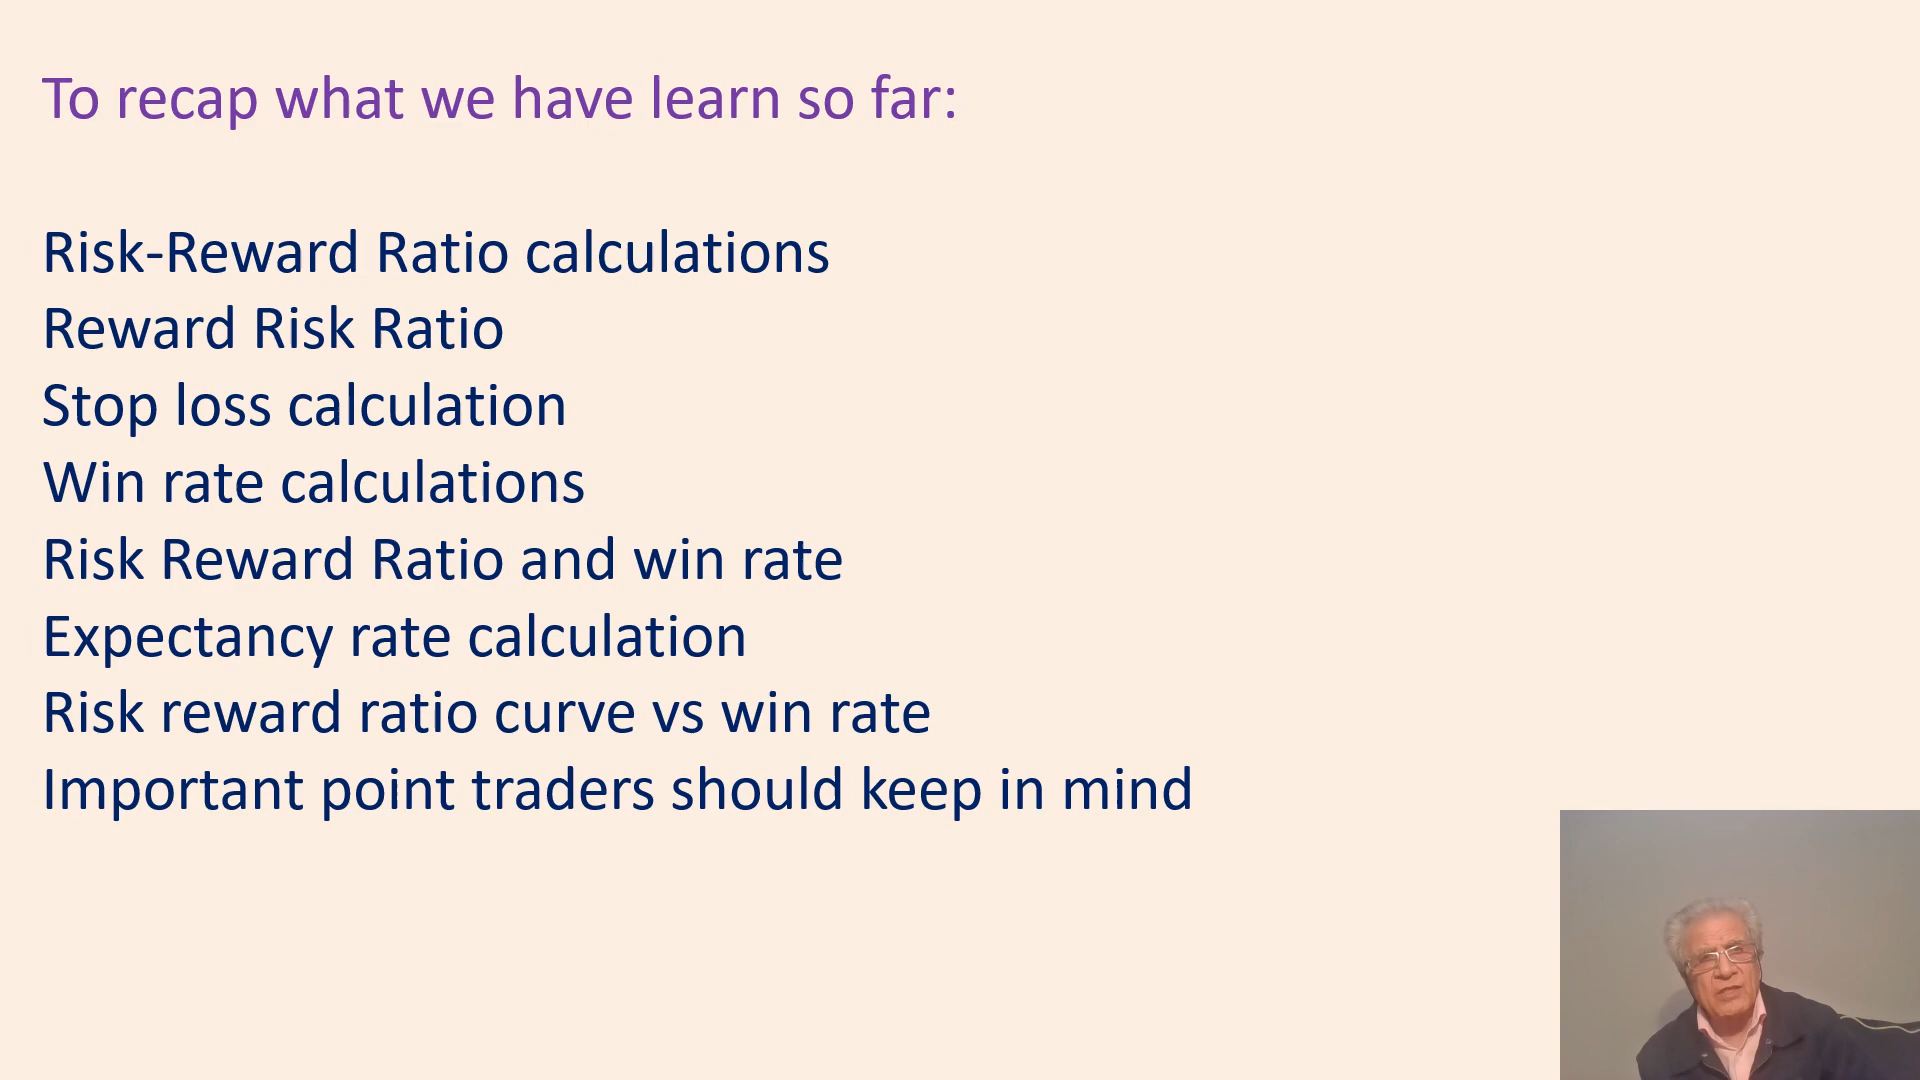 To recap what we have learn so far:
Risk-Reward Ratio calculations
Reward Risk Ratio
Stop loss calculation
Win rate calculations
Risk Reward Ratio and win rate
Expectancy rate calculation
Risk reward ratio curve vs win rate
Important point traders should keep in mind